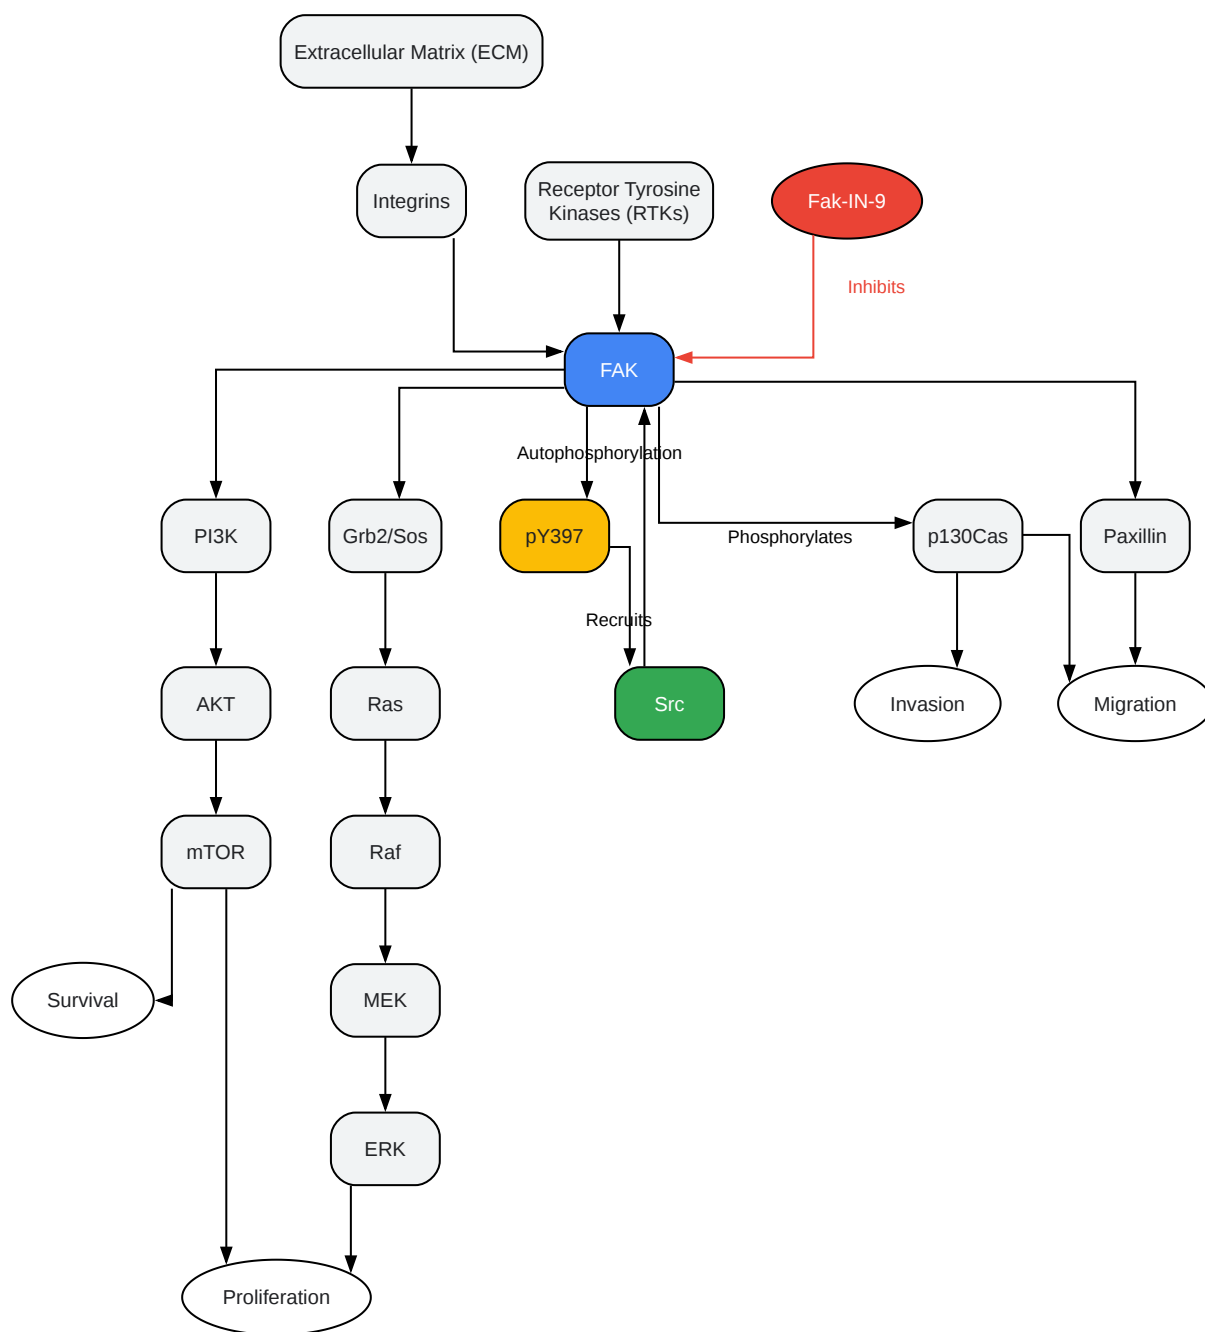 Extracellular Matrix (ECM)
Integrins
Receptor Tyrosine
Kinases (RTKs)
Fak-IN-9
Inhibits
FAK
Autophosphorylation
PI3K
Grb2/Sos
pY397
Phosphorylates
p130Cas
Paxillin
Recruits
AKT
Ras
Src
Invasion
Migration
mTOR
Raf
Survival
MEK
ERK
Proliferation